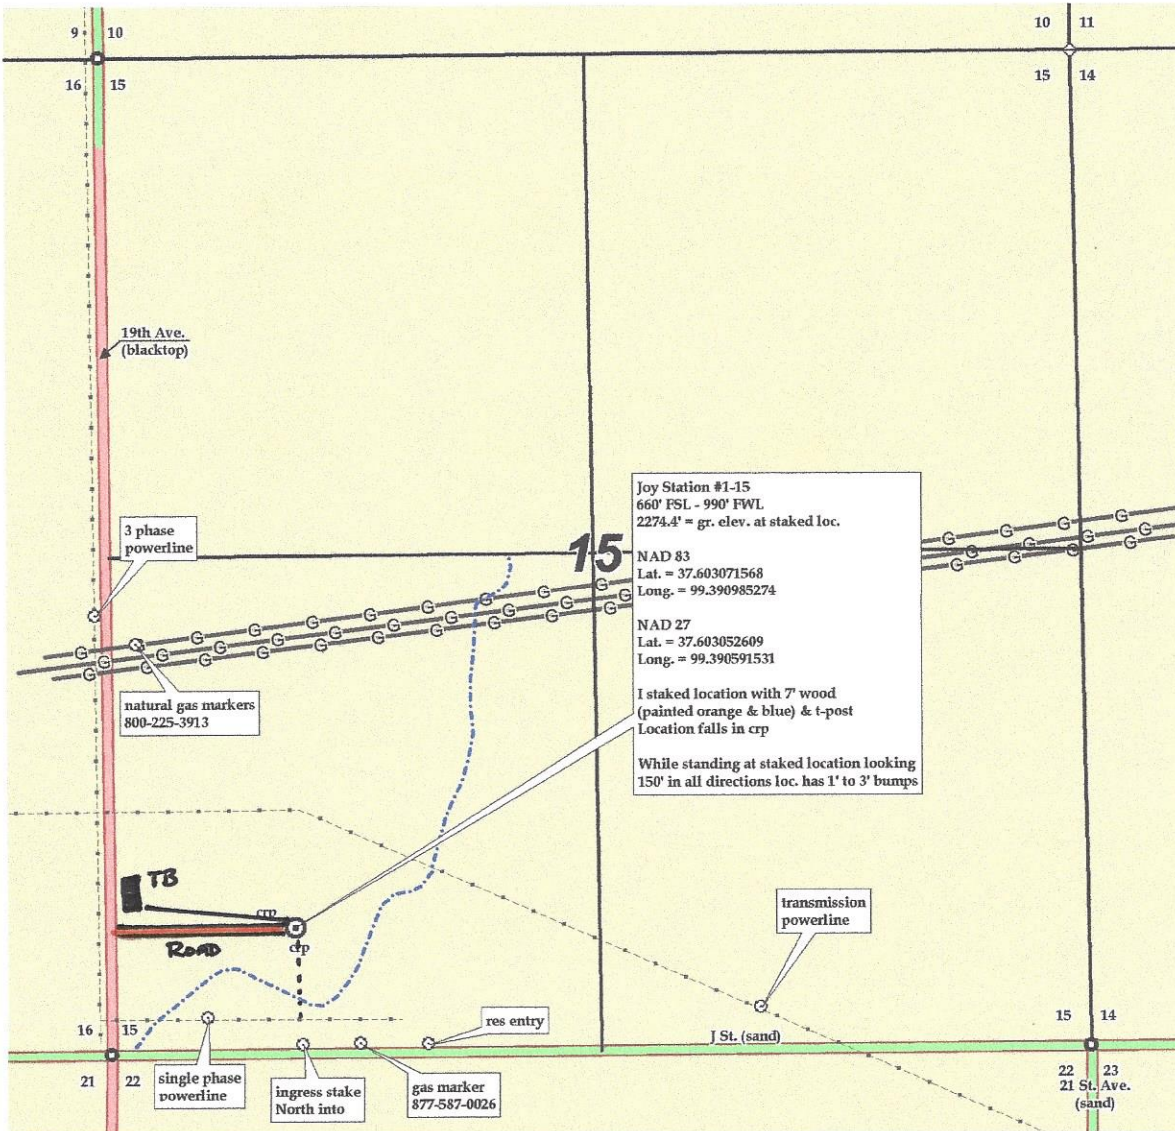 9 10
10 11
16 15
15 14
19th Ave.
(blacktop)
3 phase
powerline
15
Joy Station #1-15
660' FSL - 990' FWL
2274.4' = gr. elev. at staked loc.
NAD 83
Lat. = 37.603071568
Long. = 99.390985274
NAD 27
Lat. = 37.603052609
Long. = 99.390591531
I staked location with 7' wood
(painted orange & blue) & t-post
Location falls in crp
While standing at staked location looking
150' in all directions loc. has 1' to 3' bumps
G G G G G G G G G G G G G
G G G G G G G G G G G G
G G G G G G G G G G G G G
natural gas markers
800-225-3913
TB
crp
ROAD
crp
transmission
powerline
res entry
J St. (sand)
16 15
15 14
21 22
22 23
single phase
powerline
ingress stake
North into
gas marker
877-587-0026
21 St. Ave.
(sand)